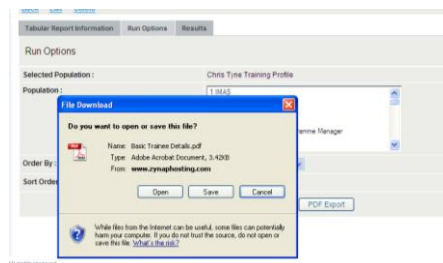 Back Edit Delete
Tabular Report Information Run Options Results
Run Options
Selected Population : Chris Tyne Training Profile
Population : 1 IMAS
File Download
Do you want to open or save this file?
Name: Basic Trainee Details.pdf
Type: Adobe Acrobat Document, 3.42KB
From: www.zynaphosting.com
Manager
Order By :
Open Save Cancel
Sort Order
PDF Export
While files from the Internet can be useful, some files can potentially
harm your computer. If you do not trust the source, do not open or
save this file. What's the risk?